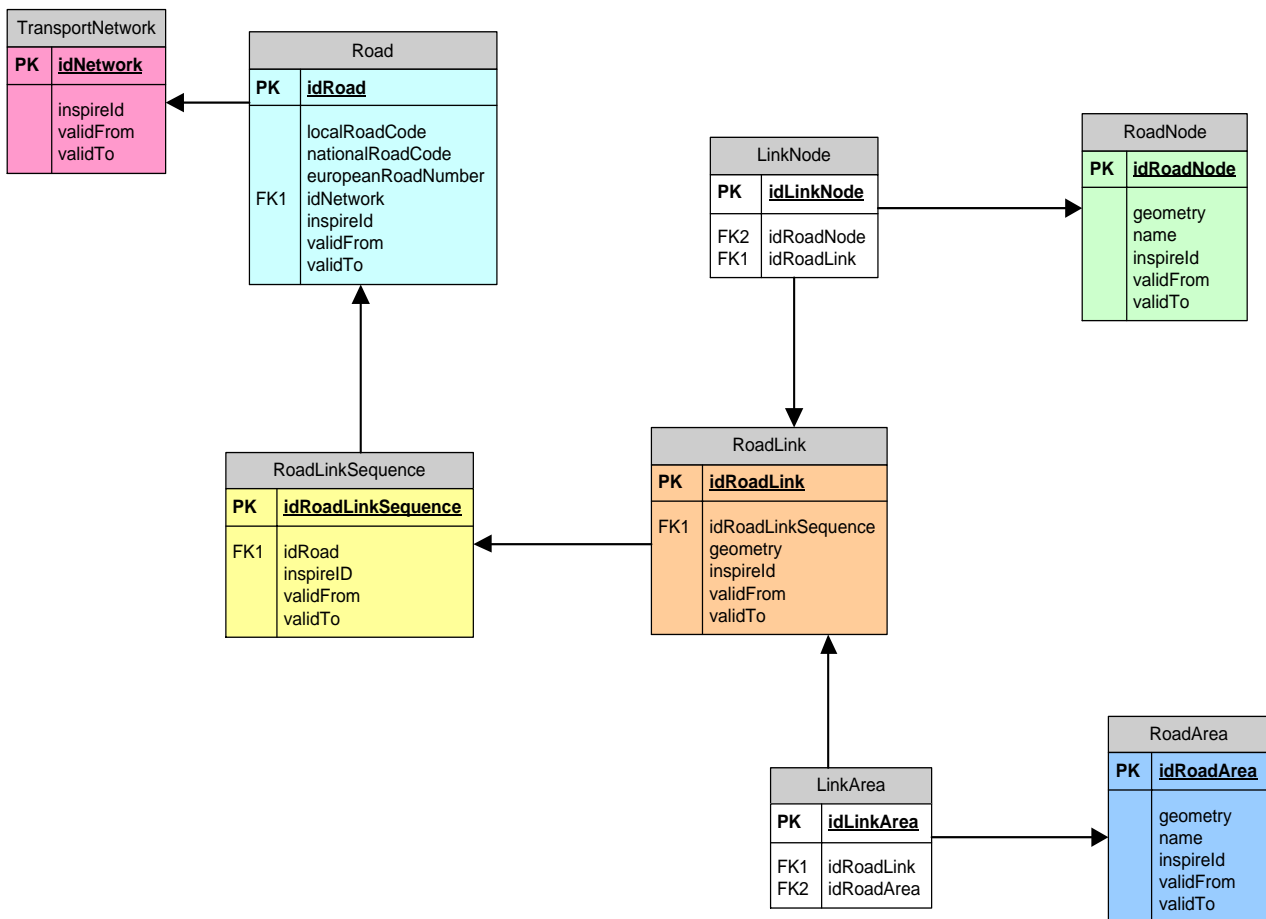 TransportNetwork
PK idNetwork
inspireId
validFrom
validTo
Road
PK idRoad
localRoadCode
nationalRoadCode
europeanRoadNumber
FK1 idNetwork
inspireId
validFrom
validTo
LinkNode
PK idLinkNode
FK2 idRoadNode
FK1 idRoadLink
RoadNode
PK idRoadNode
geometry
name
inspireId
validFrom
validTo
RoadLinkSequence
PK idRoadLinkSequence
FK1 idRoad
inspireID
validFrom
validTo
RoadLink
PK idRoadLink
FK1 idRoadLinkSequence
geometry
inspireId
validFrom
validTo
LinkArea
PK idLinkArea
FK1 idRoadLink
FK2 idRoadArea
RoadArea
PK idRoadArea
geometry
name
inspireId
validFrom
validTo